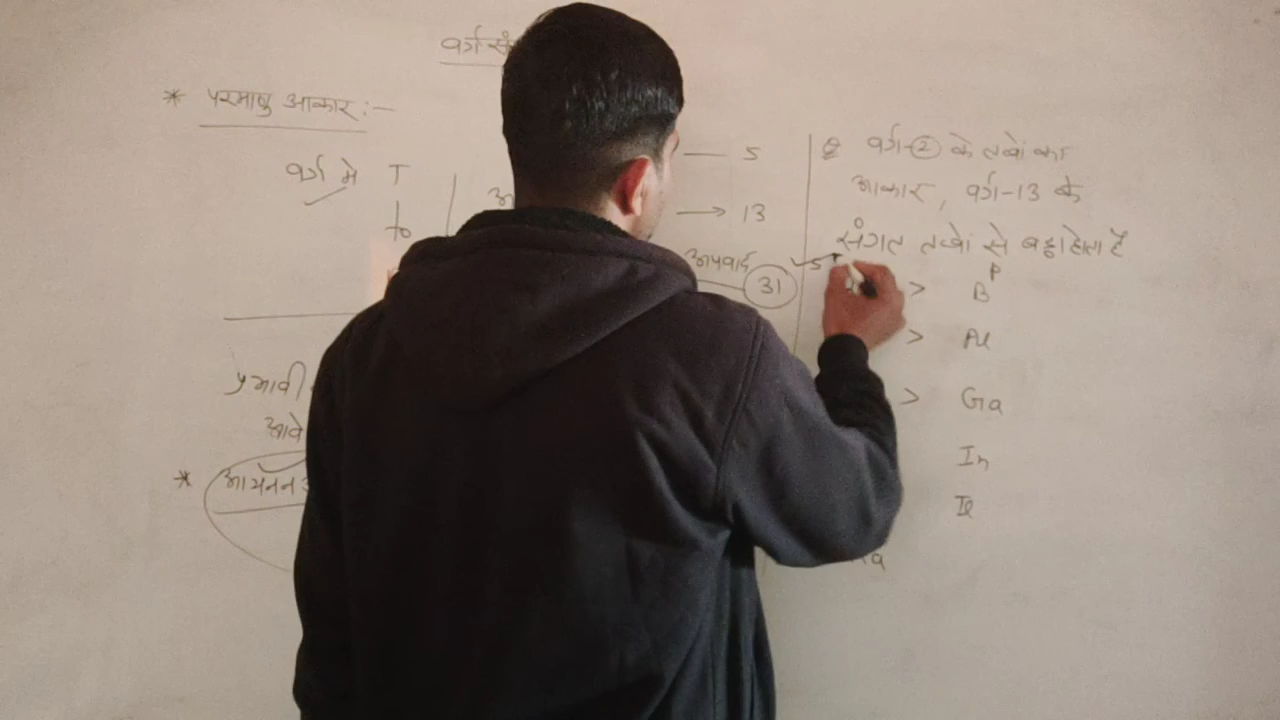 वर्ग
* परमाणु आकार :-
वर्ग मे T
to
5
13
अपवाद
31
प्रभावी
आवे
* आयनन
वर्ग-2 के तत्वों का
आकार, वर्ग-13 के
संगत तत्वों से बड़ा होता है
s > B P
> Al
> Ga
In
Tl